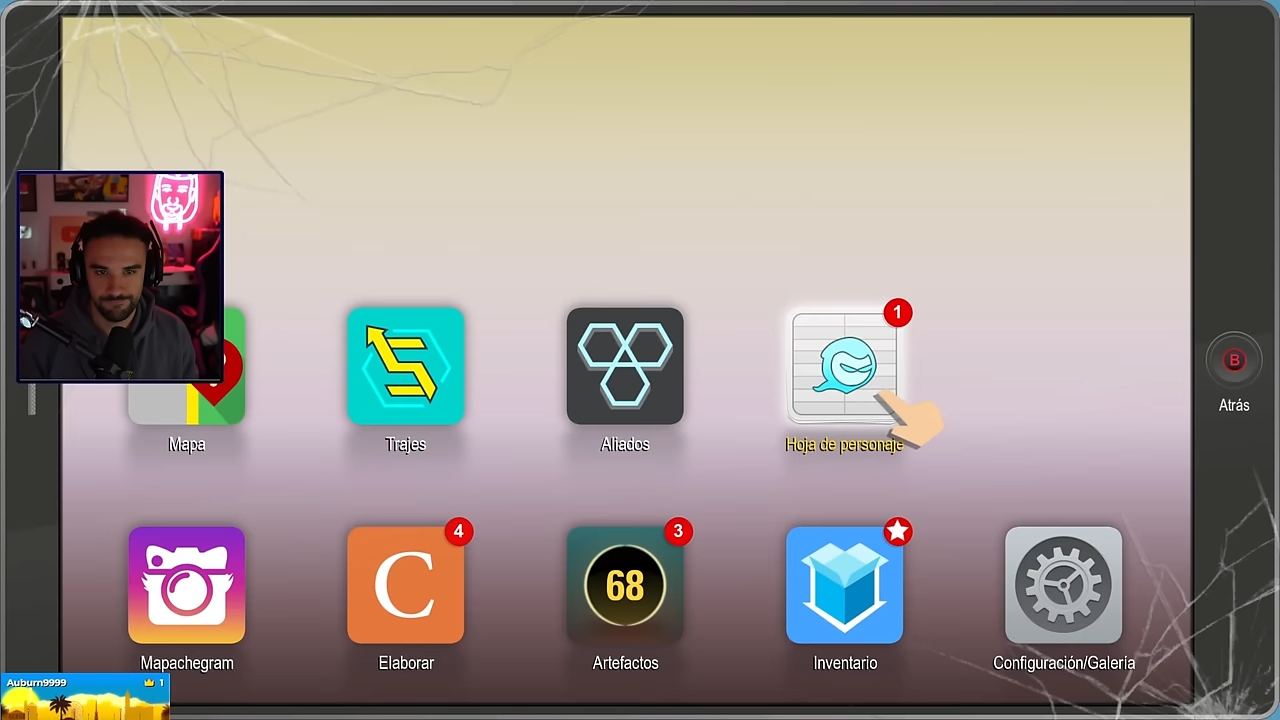 1
B
Atrás
Mapa
Trajes
Aliados
Hoja de personaje
4
3
C
68
Mapachegram
Elaborar
Artefactos
Inventario
Configuración/Galería
Auburn9999
1